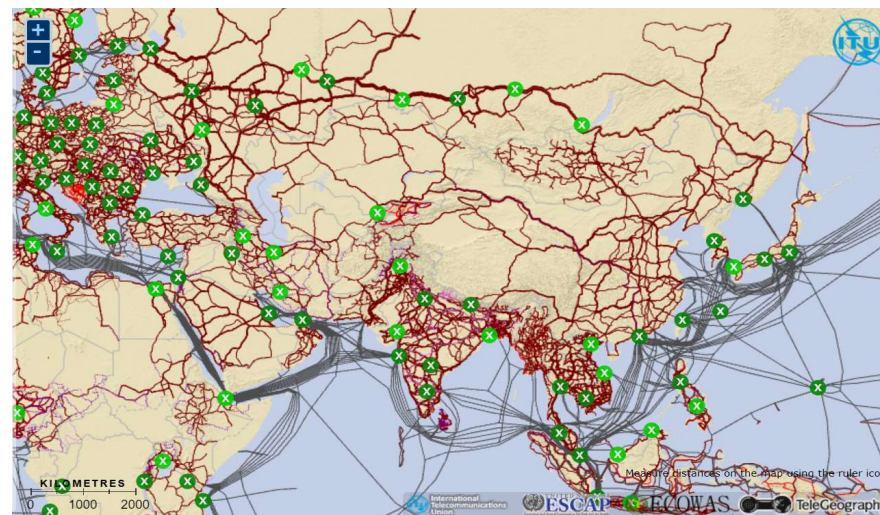 +
-
ITU
Measure distances on the map using the ruler ico
KILOMETRES
0 1000 2000
International
Telecommunications
Union
ESCAP
ECOWAS
TeleGeograph